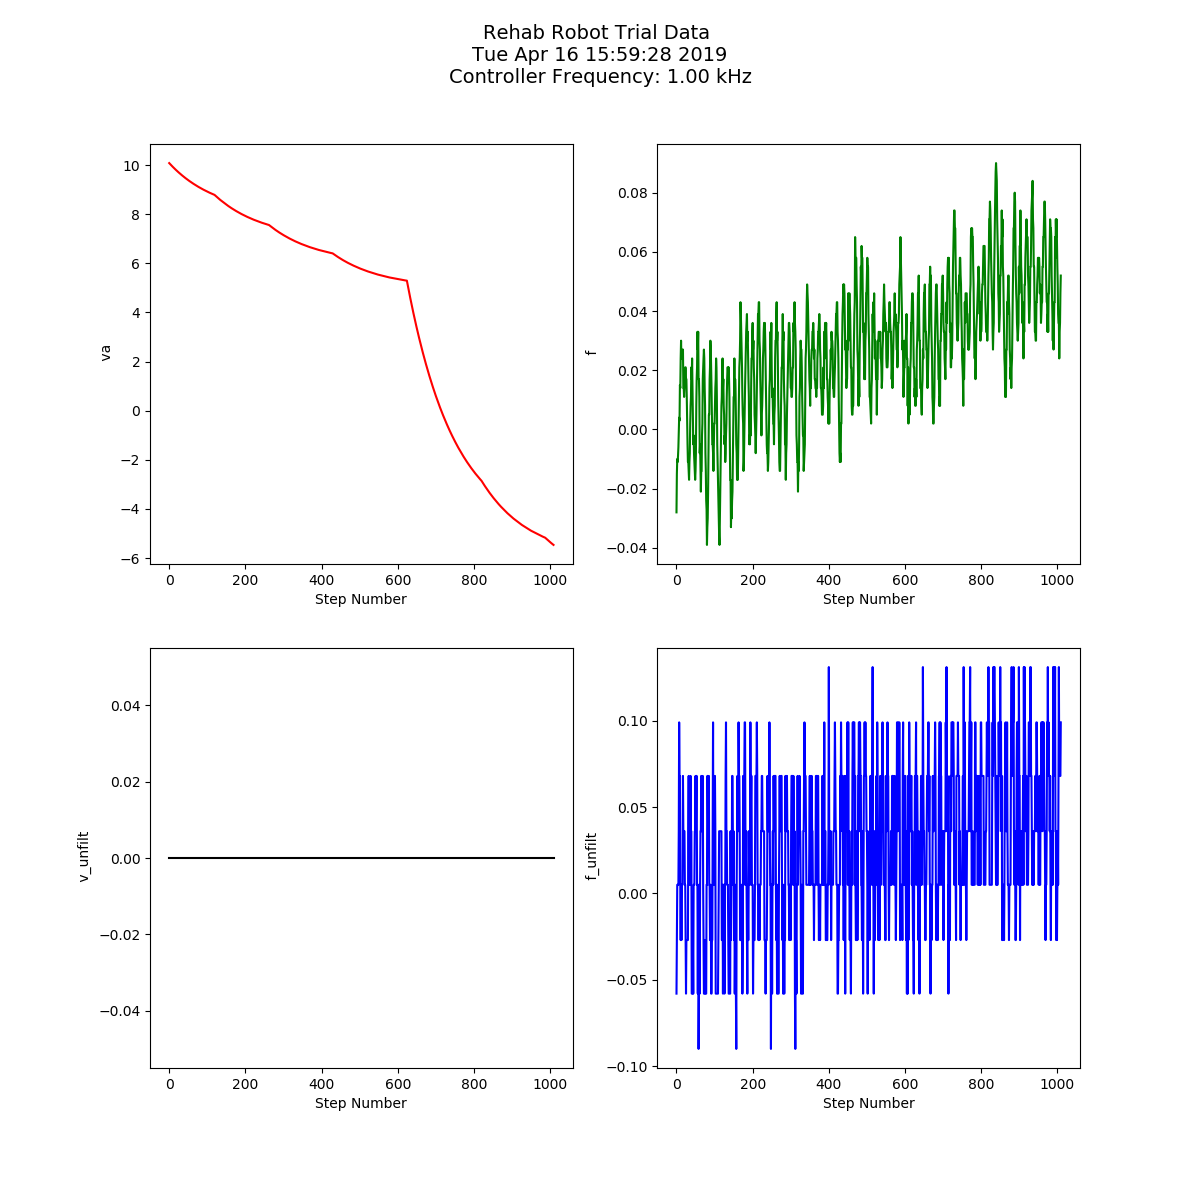 Rehab Robot Trial Data
Tue Apr 16 15:59:28 2019
Controller Frequency: 1.00 kHz
10
8
6
4
2
0
−2
−4
−6
va
0 200 400 600 800 1000
Step Number
0.08
0.06
0.04
0.02
0.00
−0.02
−0.04
f
0 200 400 600 800 1000
Step Number
0.04
0.02
0.00
−0.02
−0.04
v_unfilt
0 200 400 600 800 1000
Step Number
0.10
0.05
0.00
−0.05
−0.10
f_unfilt
0 200 400 600 800 1000
Step Number